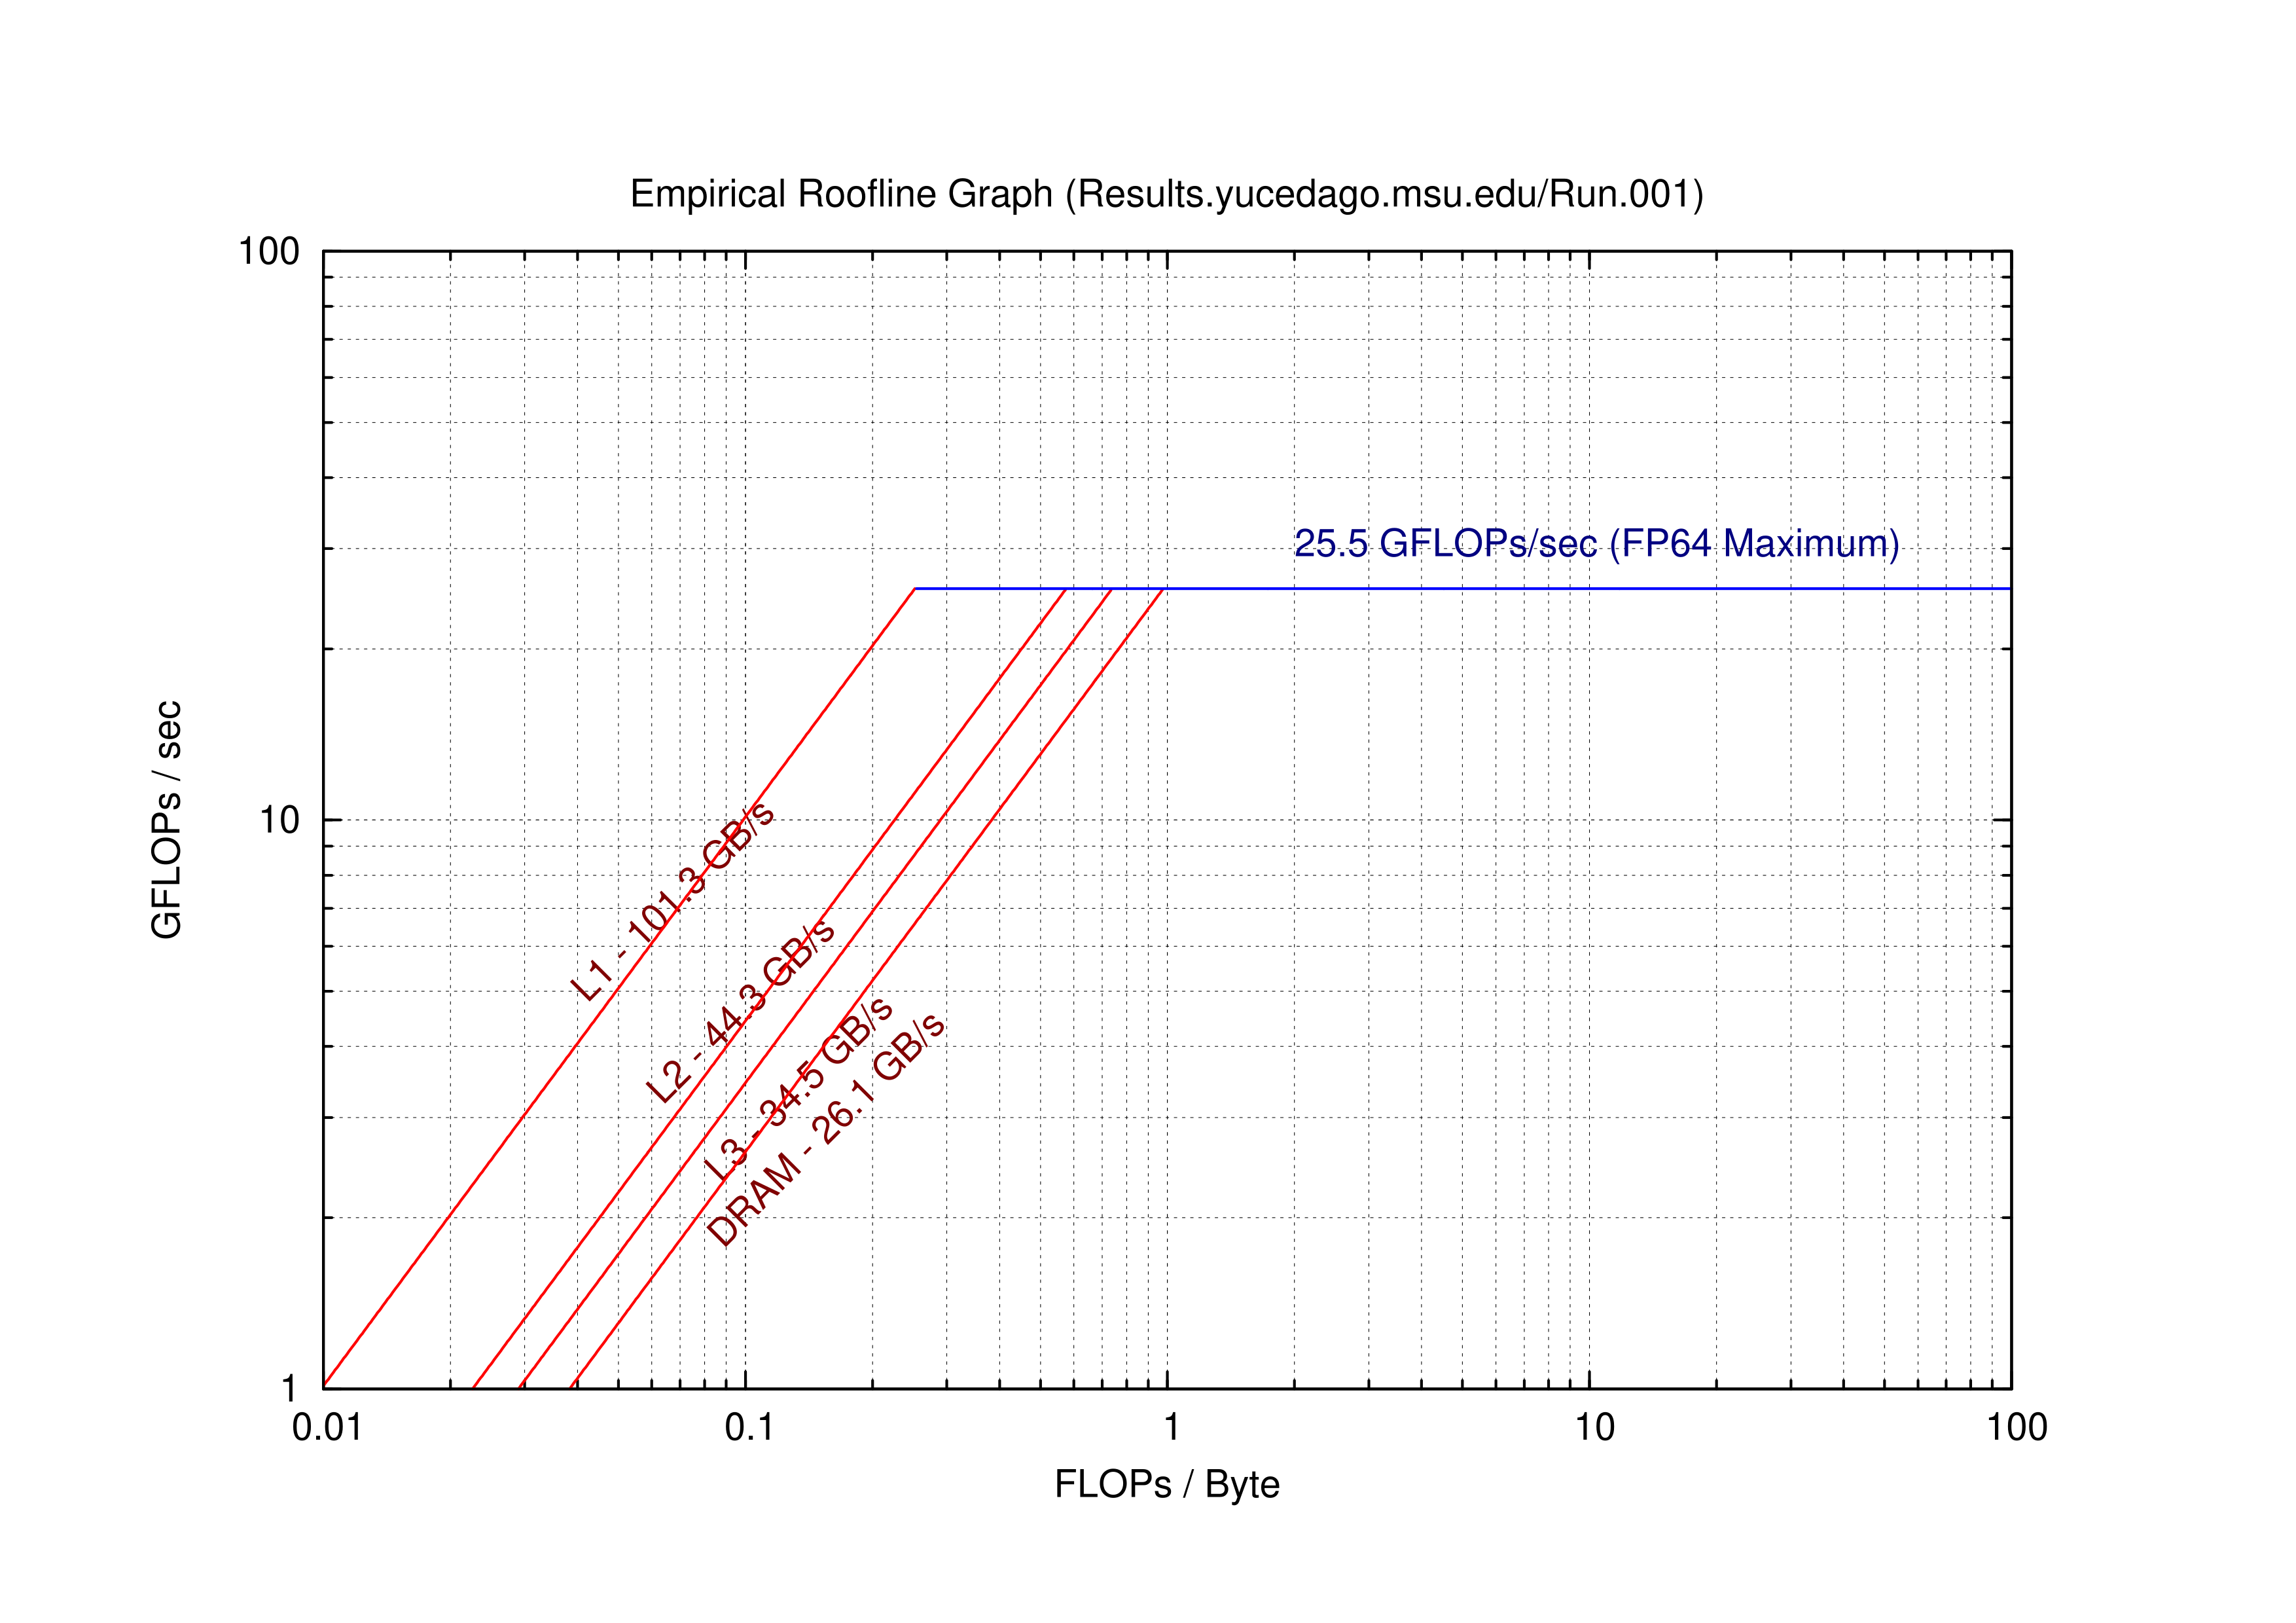 Empirical Roofline Graph (Results.yucedago.msu.edu/Run.001)
100
25.5 GFLOPs/sec (FP64 Maximum)
GFLOPs / sec
10
L1 - 101.3 GB/s
L2 - 44.3 GB/s
L3 - 34.5 GB/s
DRAM - 26.1 GB/s
1
0.01 0.1 1 10 100
FLOPs / Byte